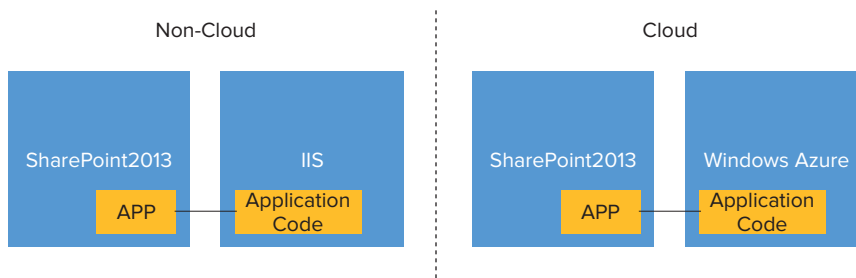 Non-Cloud
SharePoint2013
IIS
APP
Application
Code
Cloud
SharePoint2013
Windows Azure
APP
Application
Code